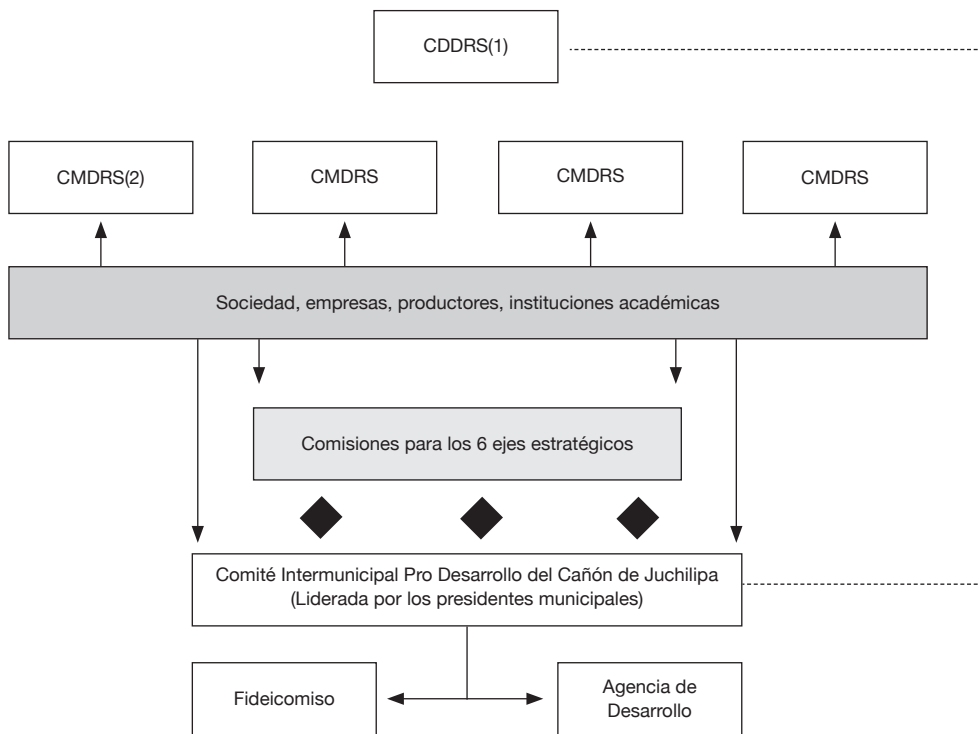 CDDRS(1)
CMDRS(2)
CMDRS
CMDRS
CMDRS
Sociedad, empresas, productores, instituciones académicas
Comisiones para los 6 ejes estratégicos
Comité Intermunicipal Pro Desarrollo del Cañón de Juchilipa
(Liderada por los presidentes municipales)
Fideicomiso
Agencia de
Desarrollo